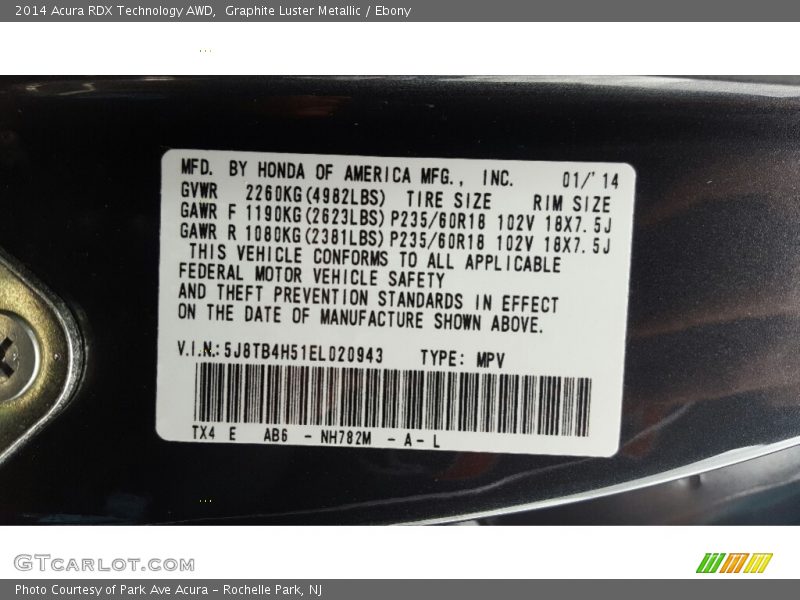 2014 Acura RDX Technology AWD,  Graphite Luster Metallic / Ebony
MFD. BY HONDA OF AMERICA MFG., INC. 01/'14
GVWR 2260KG(4982LBS) TIRE SIZE RIM SIZE
GAWR F 1190KG(2623LBS) P235/60R18 102V 18X7.5J
GAWR R 1080KG(2381LBS) P235/60R18 102V 18X7.5J
THIS VEHICLE CONFORMS TO ALL APPLICABLE
FEDERAL MOTOR VEHICLE SAFETY
AND THEFT PREVENTION STANDARDS IN EFFECT
ON THE DATE OF MANUFACTURE SHOWN ABOVE.
V.I.N.: 5J8TB4H51EL020943 TYPE: MPV
TX4 E AB6 - NH782M - A - L
GTCarLot.com
Photo Courtesy of Park Ave Acura - Rochelle Park, NJ